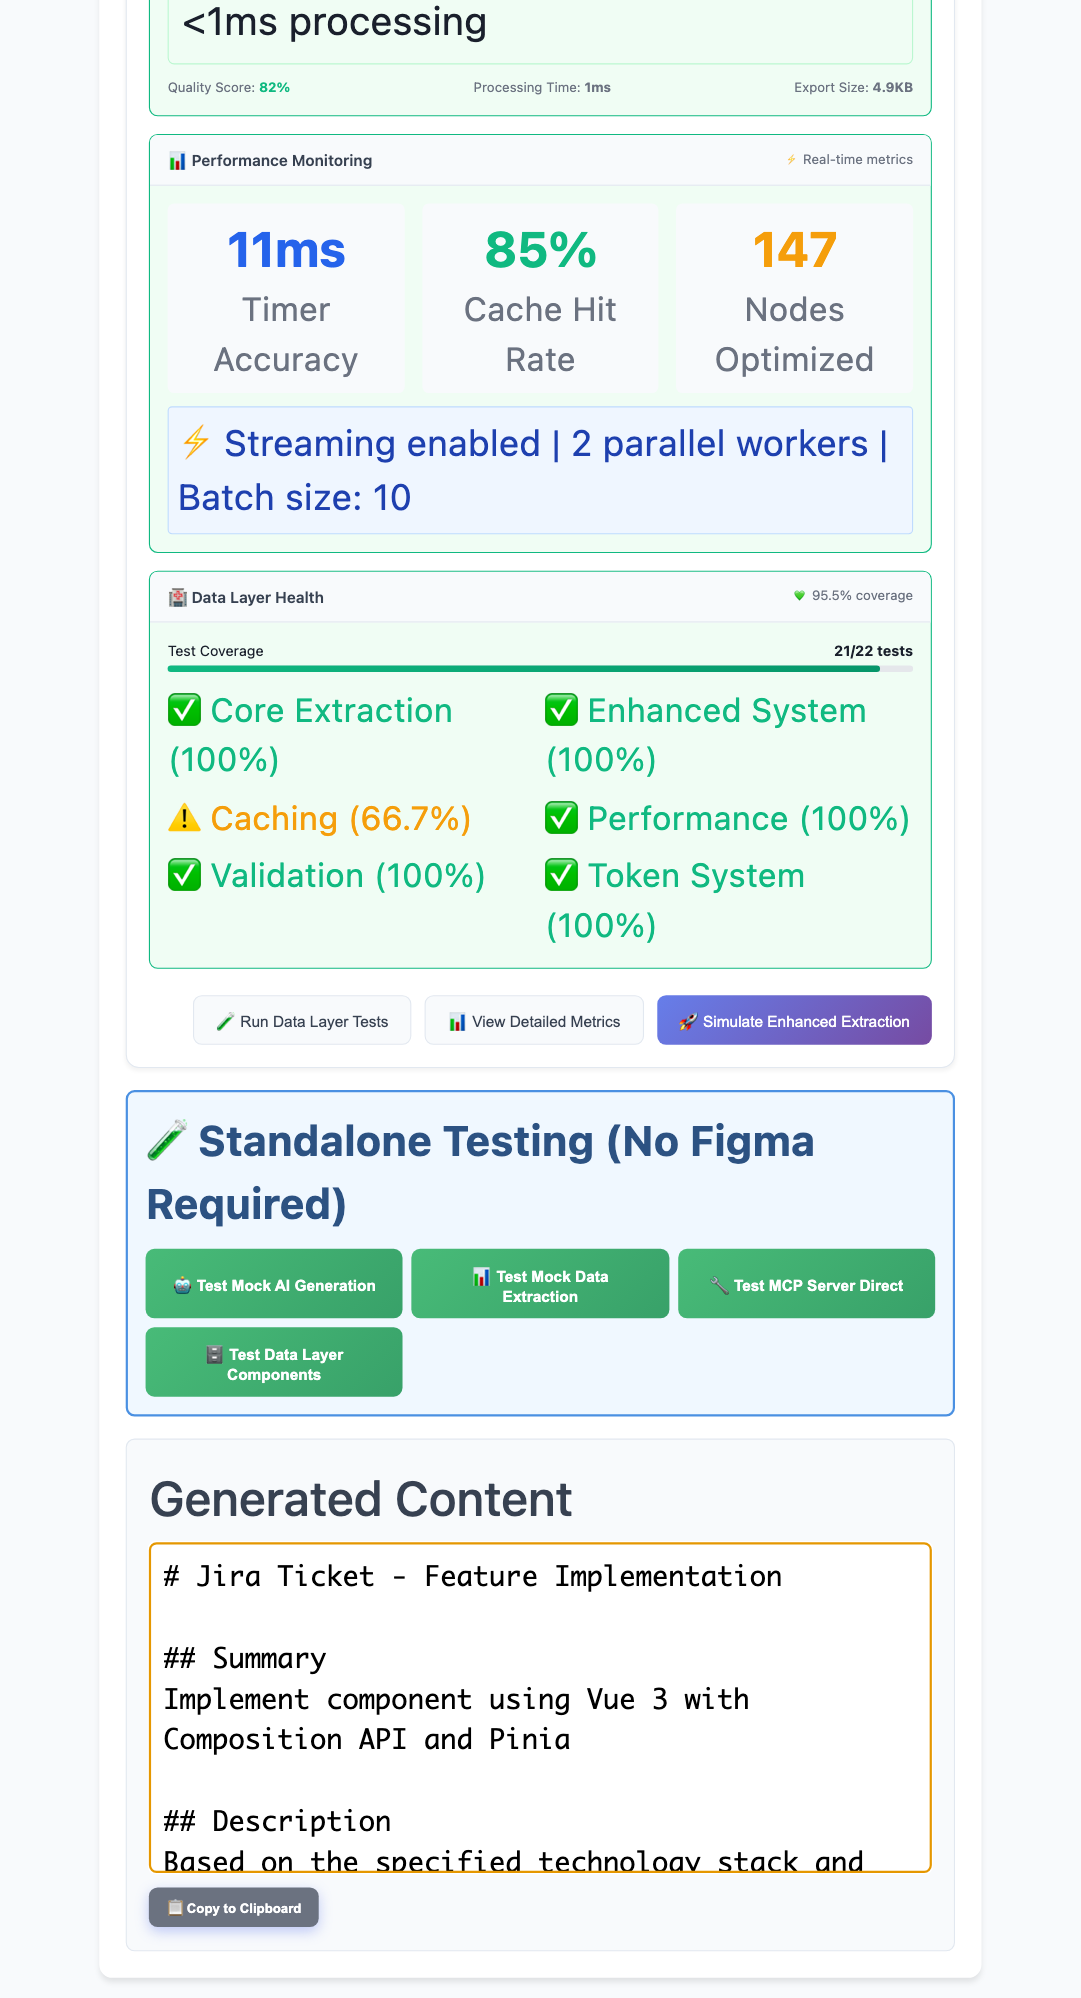 <1ms processing
Quality Score: 82% Processing Time: 1ms Export Size: 4.9KB
📊 Performance Monitoring ⚡ Real-time metrics
11ms 85% 147
Timer Cache Hit Nodes
Accuracy Rate Optimized
⚡ Streaming enabled | 2 parallel workers |
Batch size: 10
🏥 Data Layer Health 💚 95.5% coverage
Test Coverage 21/22 tests
✅ Core Extraction ✅ Enhanced System
(100%) (100%)
⚠️ Caching (66.7%) ✅ Performance (100%)
✅ Validation (100%) ✅ Token System
(100%)
🧪 Run Data Layer Tests 📊 View Detailed Metrics 🚀 Simulate Enhanced Extraction
🧪 Standalone Testing (No Figma
Required)
🤖 Test Mock AI Generation 📊 Test Mock Data
Extraction 🔧 Test MCP Server Direct
🗄️ Test Data Layer
Components
Generated Content
# Jira Ticket - Feature Implementation
## Summary
Implement component using Vue 3 with
Composition API and Pinia
## Description
Based on the specified technology stack and
📋 Copy to Clipboard